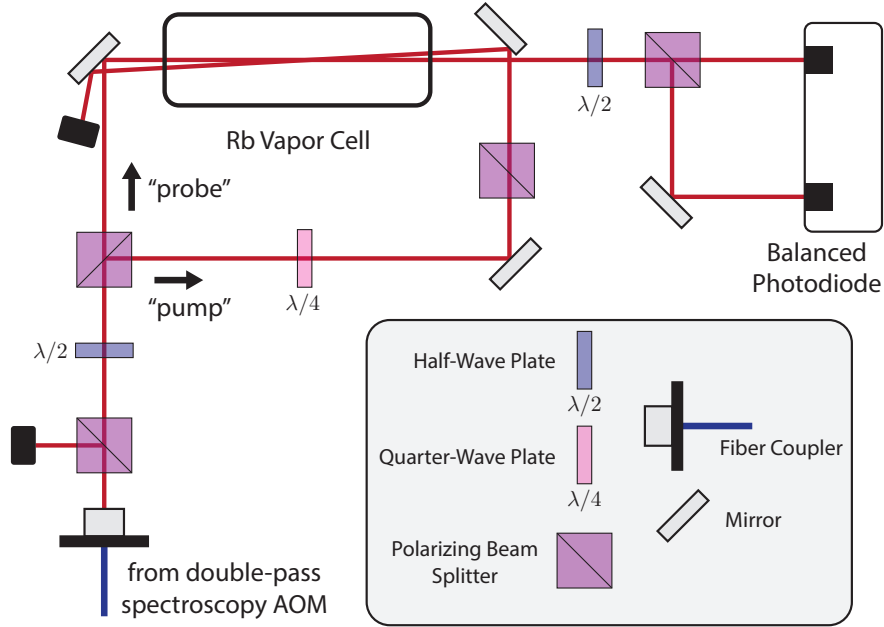 λ/2
Rb Vapor Cell
“probe”
Balanced
Photodiode
“pump”
λ/4
λ/2
Half-Wave Plate
λ/2
Fiber Coupler
Quarter-Wave Plate
λ/4
Mirror
Polarizing Beam
Splitter
from double-pass
spectroscopy AOM